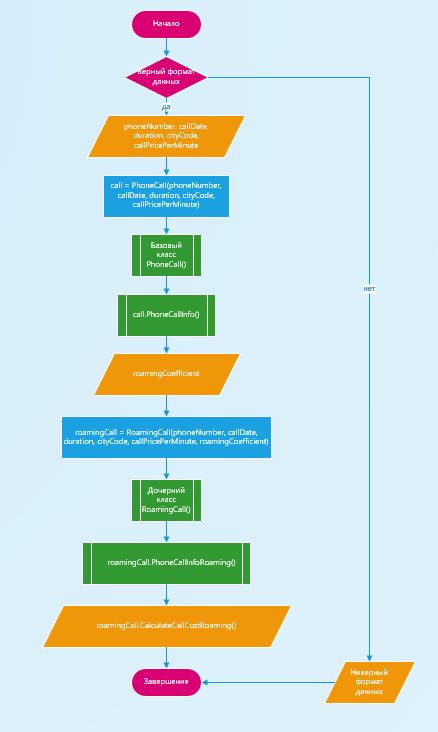 Начало
верный формат
данных
да
phoneNumber. callDate,
duration, cityCode,
callPricePerMinute
call = PhoneCall(phoneNumber,
callDate, duration, cityCode,
callPricePerMinute)
Базовый
класс
PhoneCall()
нет
call.PhoneCallInfo()
roamingCoefficient
roamingCall = RoamingCall(phoneNumber, callDate,
duration, cityCode, callPricePerMinute, roamingCoefficient)
Дочерний
класс
RoamingCall()
roamingCall.PhoneCallInfoRoaming()
roamingCall.CalculateCallCostRoaming()
Завершение
Неверный
формат
данных